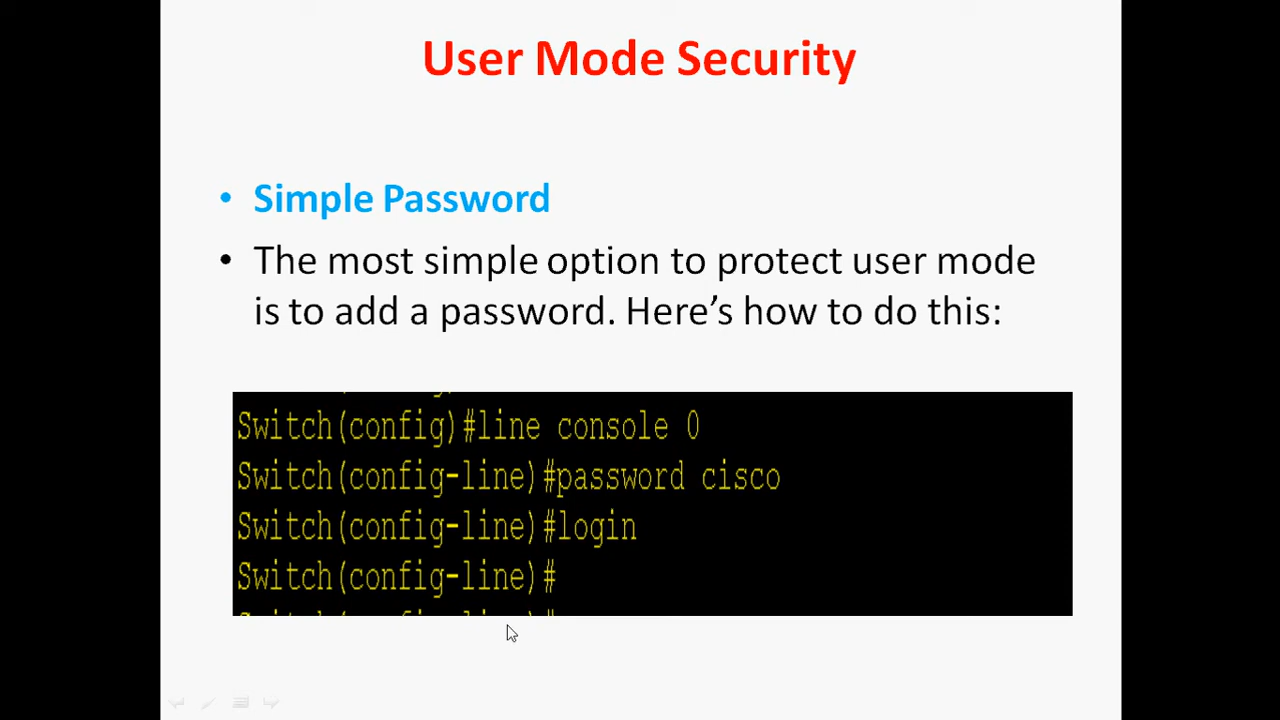 User Mode Security
• Simple Password
• The most simple option to protect user mode
is to add a password. Here’s how to do this:
Switch(config)#line console 0
Switch(config-line)#password cisco
Switch(config-line)#login
Switch(config-line)#